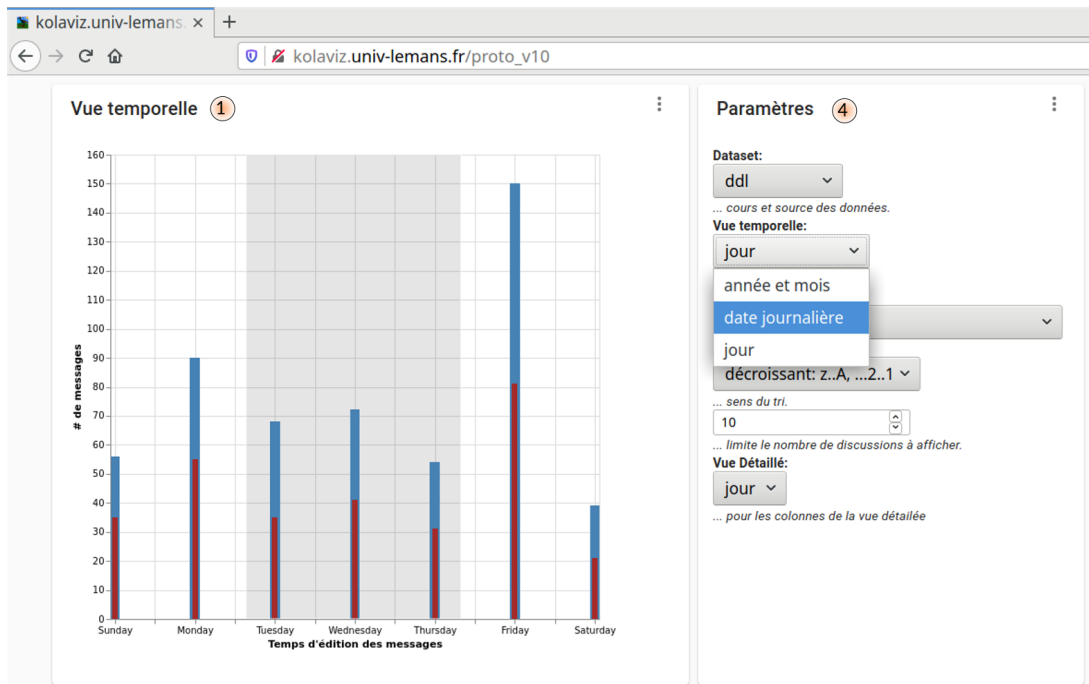 kolaviz.univ-lemans. × +
kolaviz.univ-lemans.fr/proto_v10
Vue temporelle 1
160
150
140
130
120
110
100
90
80
70
60
50
40
30
20
10
0
# de messages
Sunday Monday Tuesday Wednesday Thursday Friday Saturday
Temps d'édition des messages
Paramètres 4
Dataset:
ddl
... cours et source des données.
Vue temporelle:
jour
année et mois
date journalière
jour
décroissant: z..A, ...2..1
... sens du tri.
10
... limite le nombre de discussions à afficher.
Vue Détaillé:
jour
... pour les colonnes de la vue détailée